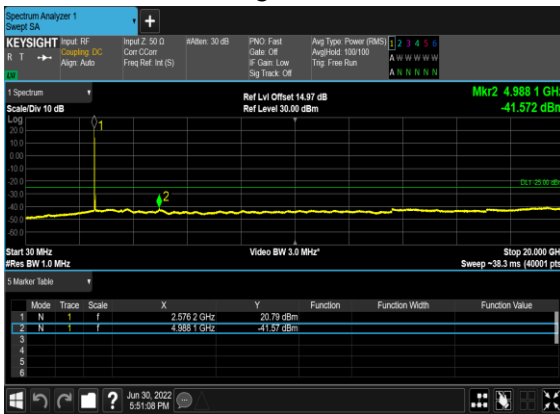 Spectrum Analyzer 1
Swept SA
KEYSIGHT Input: RF Input Z: 50 Ω #Atten: 30 dB PNO: Fast Avg Type: Power (RMS) 1 2 3 4 5 6
R T Coupling: DC Corr CCorr Gate: Off Avg|Hold: 100/100 A W W W W W
Align: Auto Freq Ref: Int (S) IF Gain: Low Trig: Free Run
LV Sig Track: Off A N N N N N
1 Spectrum Ref Lvl Offset 14.97 dB Mkr2 4.988 1 GHz
Scale/Div 10 dB Ref Level 30.00 dBm -41.572 dBm
Log
20.0
10.0
0.00
-10.0
-20.0
-30.0
-40.0
-50.0
-60.0
1
2
DL1 -25.00 dBm
Start 30 MHz Video BW 3.0 MHz* Stop 20.000 GHz
#Res BW 1.0 MHz Sweep ~38.3 ms (40001 pts)
5 Marker Table
Mode Trace Scale X Y Function Function Width Function Value
1 N 1 f 2.576 2 GHz 20.79 dBm
2 N 1 f 4.988 1 GHz -41.57 dBm
3
4
5
6
Jun 30, 2022
5:51:08 PM